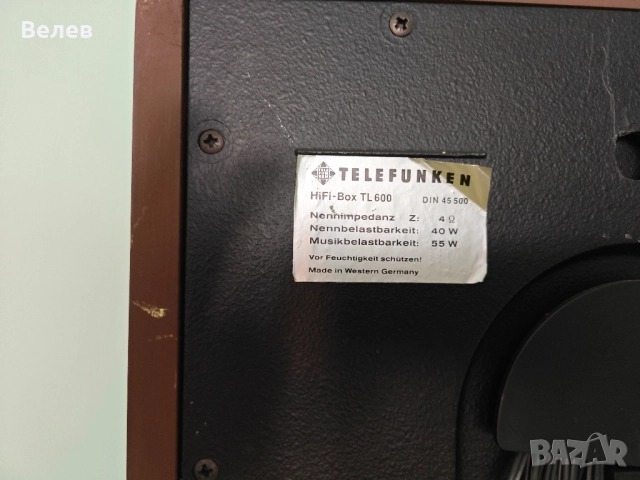 Велев
TELEFUNKEN
HiFi-Box TL 600 DIN 45 500
Nennimpedanz Z: 4 Ω
Nennbelastbarkeit: 40 W
Musikbelastbarkeit: 55 W
Vor Feuchtigkeit schützen!
Made in Western Germany
BAZAR